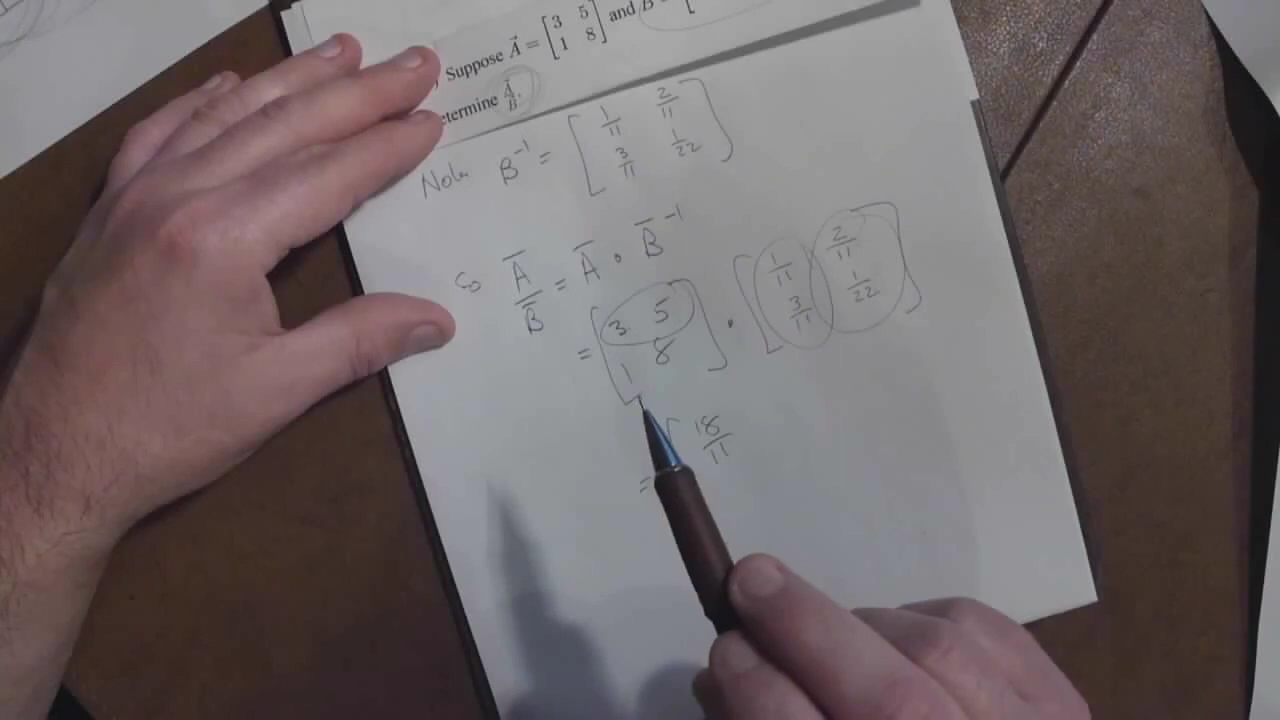 Suppose A⃗ = [3 5; 1 8] and B
etermine A⃗/B⃗.
Note B⁻¹ = [1/11 2/11; 3/11 1/22]
So A̅/B̅ = A̅ · B̅⁻¹
= [3 5; 1 8] · [1/11 2/11; 3/11 1/22]
= [18/11